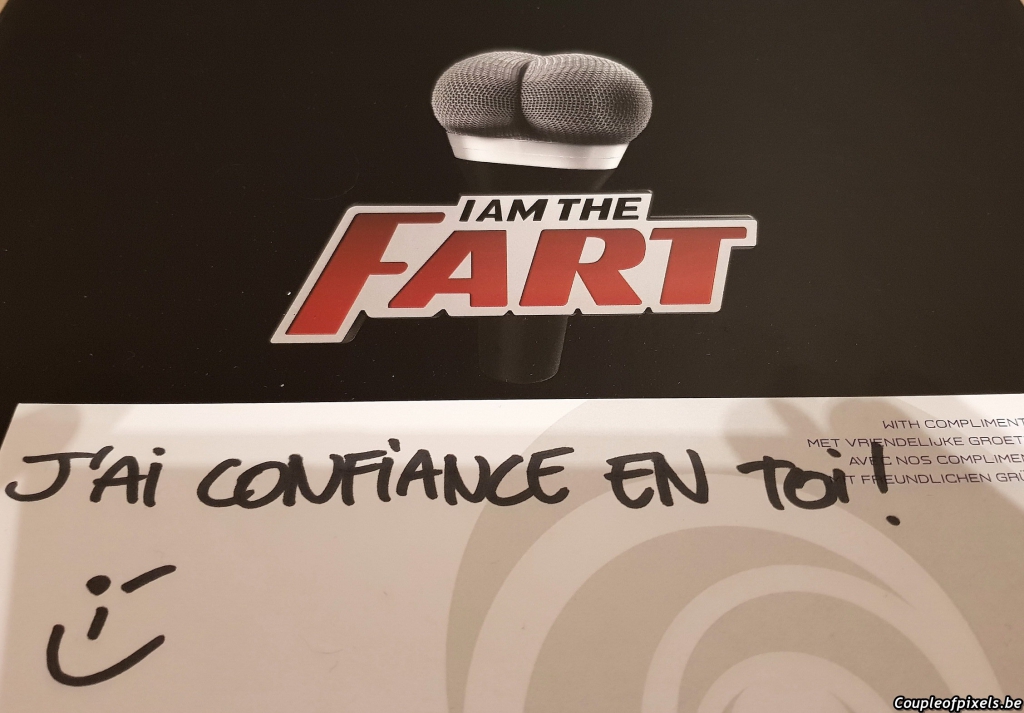 I AM THE
FART
WITH COMPLIMENT
MET VRIENDELIJKE GROET
AVEC NOS COMPLIMEN
J'AI CONFIANCE EN TOI!
FREUNDLICHEN GRÜ
Coupleofpixels.be